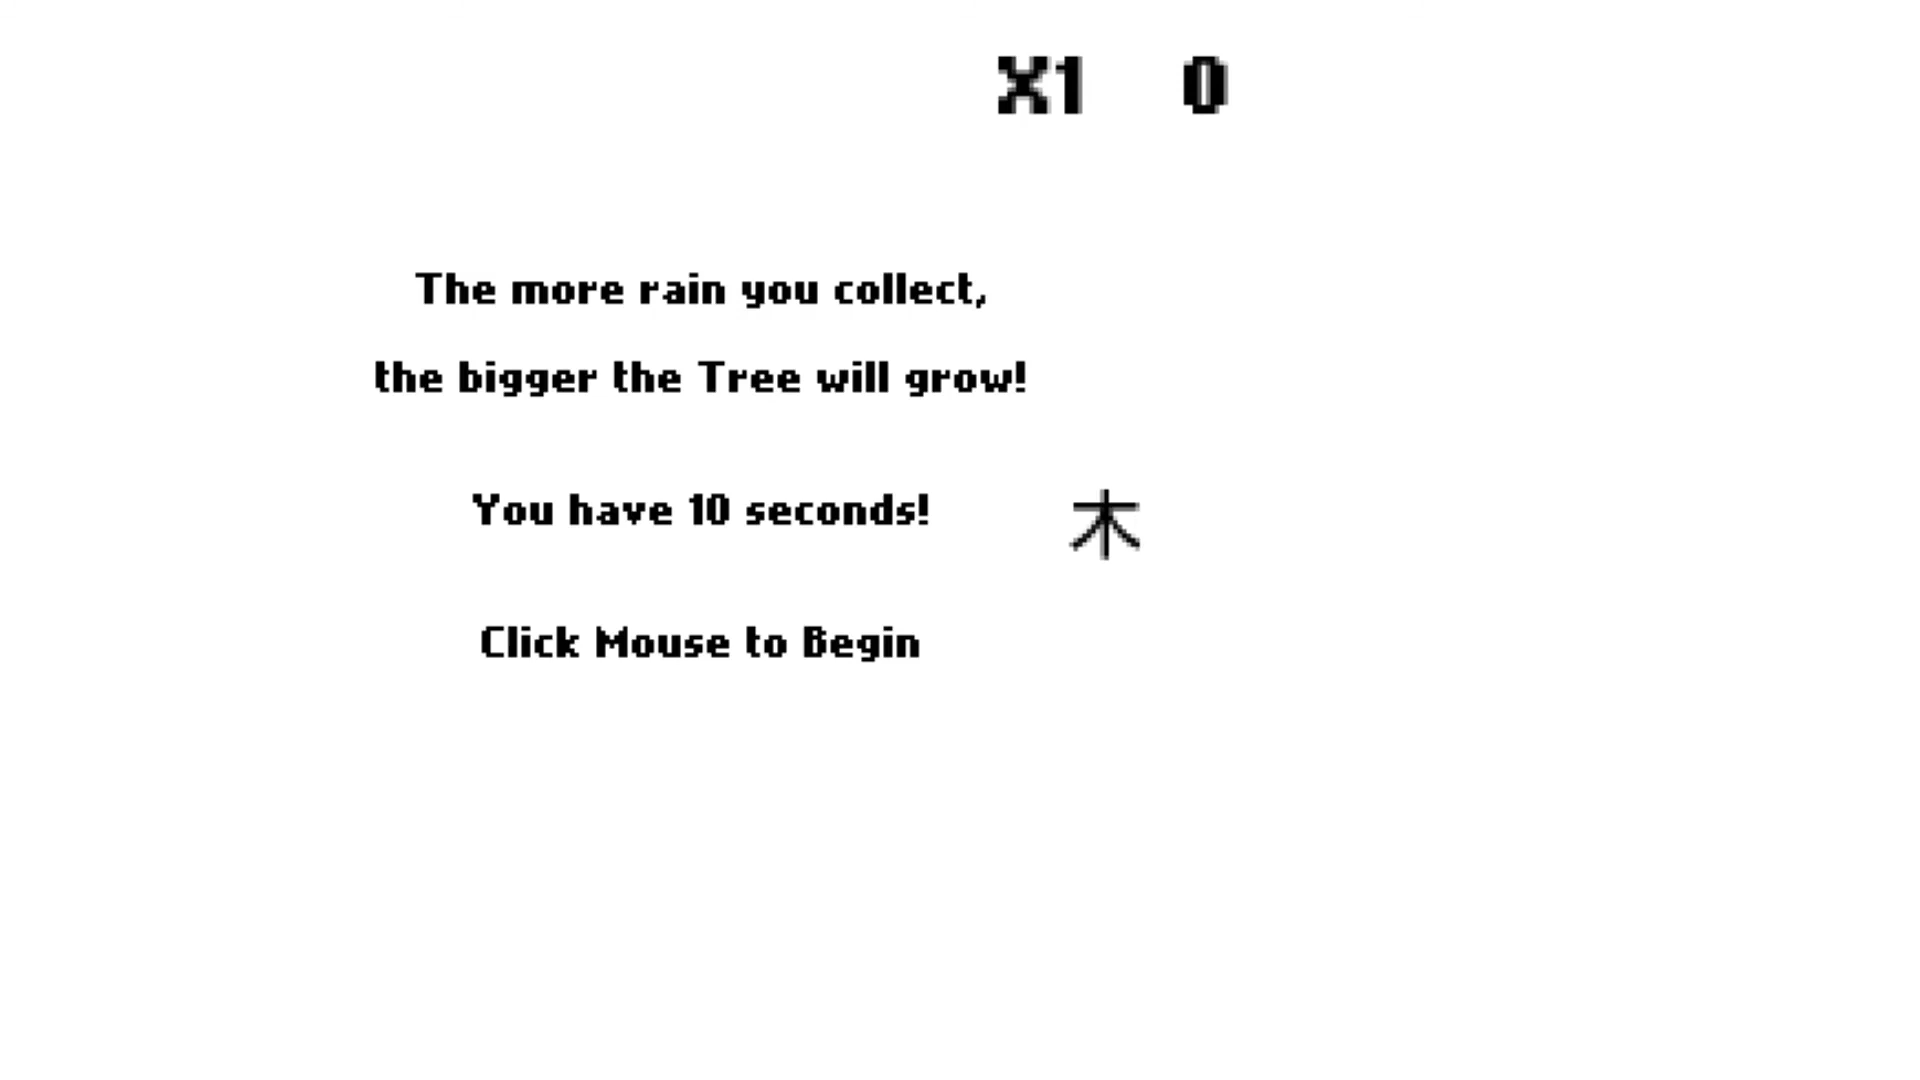 X1 0
The more rain you collect,
the bigger the Tree will grow!
You have 10 seconds!
木
Click Mouse to Begin